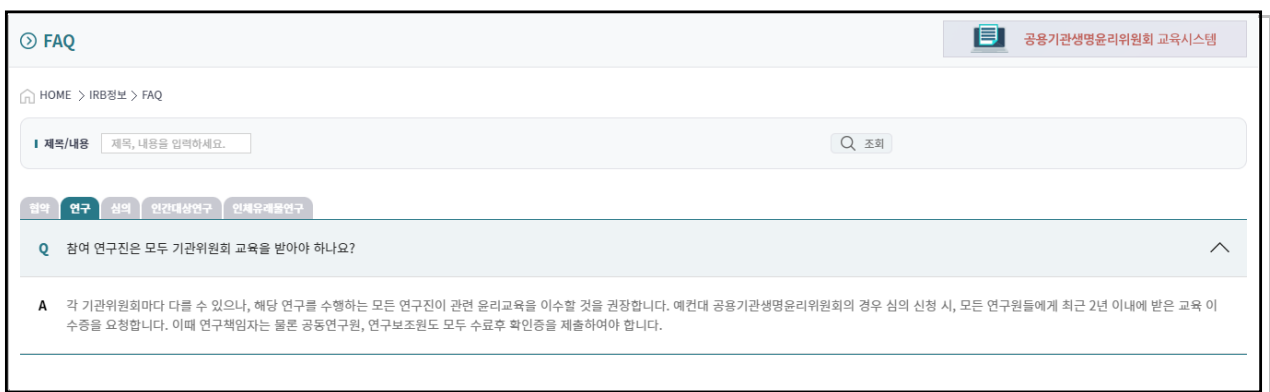 FAQ
공용기관생명윤리위원회 교육시스템
HOME > IRB정보 > FAQ
제목/내용 제목, 내용을 입력하세요. 조회
협약 연구 심의 인간대상연구 인체유래물연구
Q 참여 연구진은 모두 기관위원회 교육을 받아야 하나요?
A 각 기관위원회마다 다를 수 있으나, 해당 연구를 수행하는 모든 연구진이 관련 윤리교육을 이수할 것을 권장합니다. 예컨대 공용기관생명윤리위원회의 경우 심의 신청 시, 모든 연구원들에게 최근 2년 이내에 받은 교육 이
수증을 요청합니다. 이때 연구책임자는 물론 공동연구원, 연구보조원도 모두 수료후 확인증을 제출하여야 합니다.